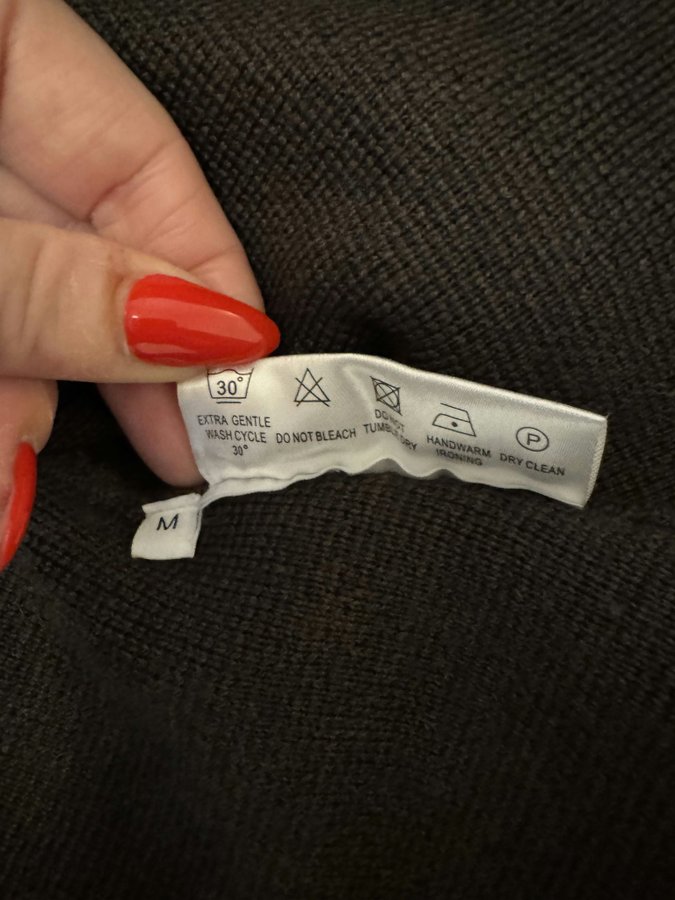 30°
EXTRA GENTLE
WASH CYCLE
30°
DO NOT BLEACH
DO NOT
TUMBLE DRY
HANDWARM
IRONING
P
DRY CLEAN
M